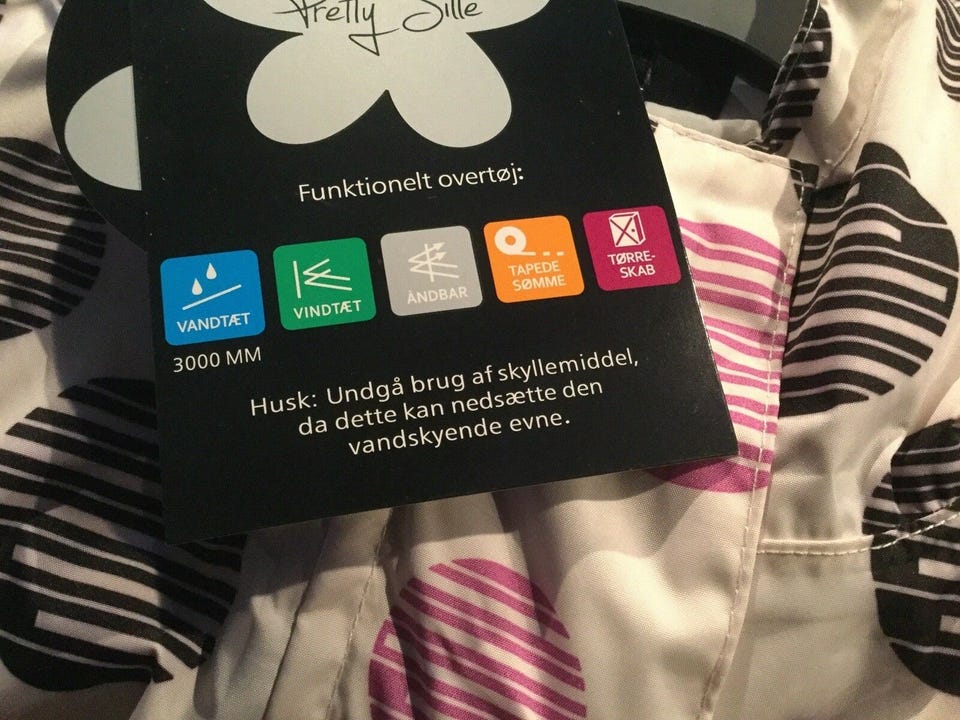 Pretty Sille
Funktionelt overtøj:
VANDTÆT
VINDTÆT
ÅNDBAR
TAPEDE
SØMME
TØRRE-
SKAB
3000 MM
Husk: Undgå brug af skyllemiddel,
da dette kan nedsætte den
vandskyende evne.